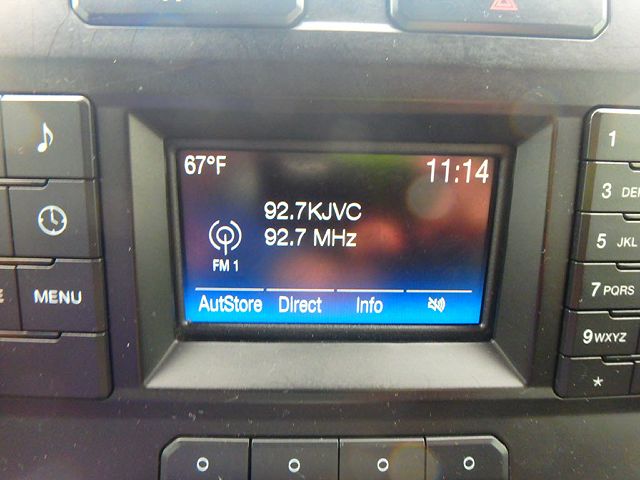 67°F 11:14
92.7KJVC
92.7 MHz
FM 1
AutStore Direct Info
MENU
1
3 DE
5 JKL
7 PQRS
9 WXYZ
*